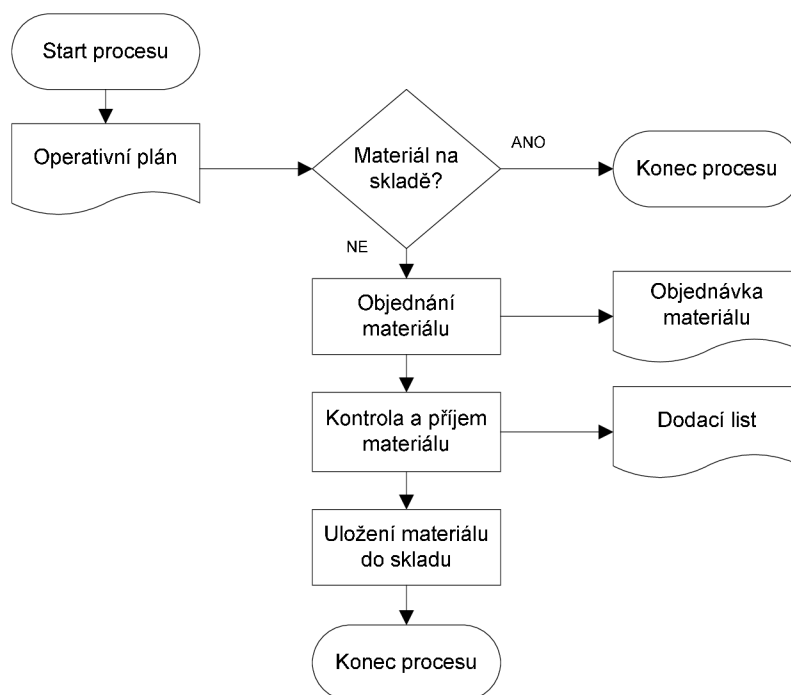 Start procesu
Operativní plán
Materiál na
skladě?
ANO
Konec procesu
NE
Objednání
materiálu
Objednávka
materiálu
Kontrola a příjem
materiálu
Dodací list
Uložení materiálu
do skladu
Konec procesu